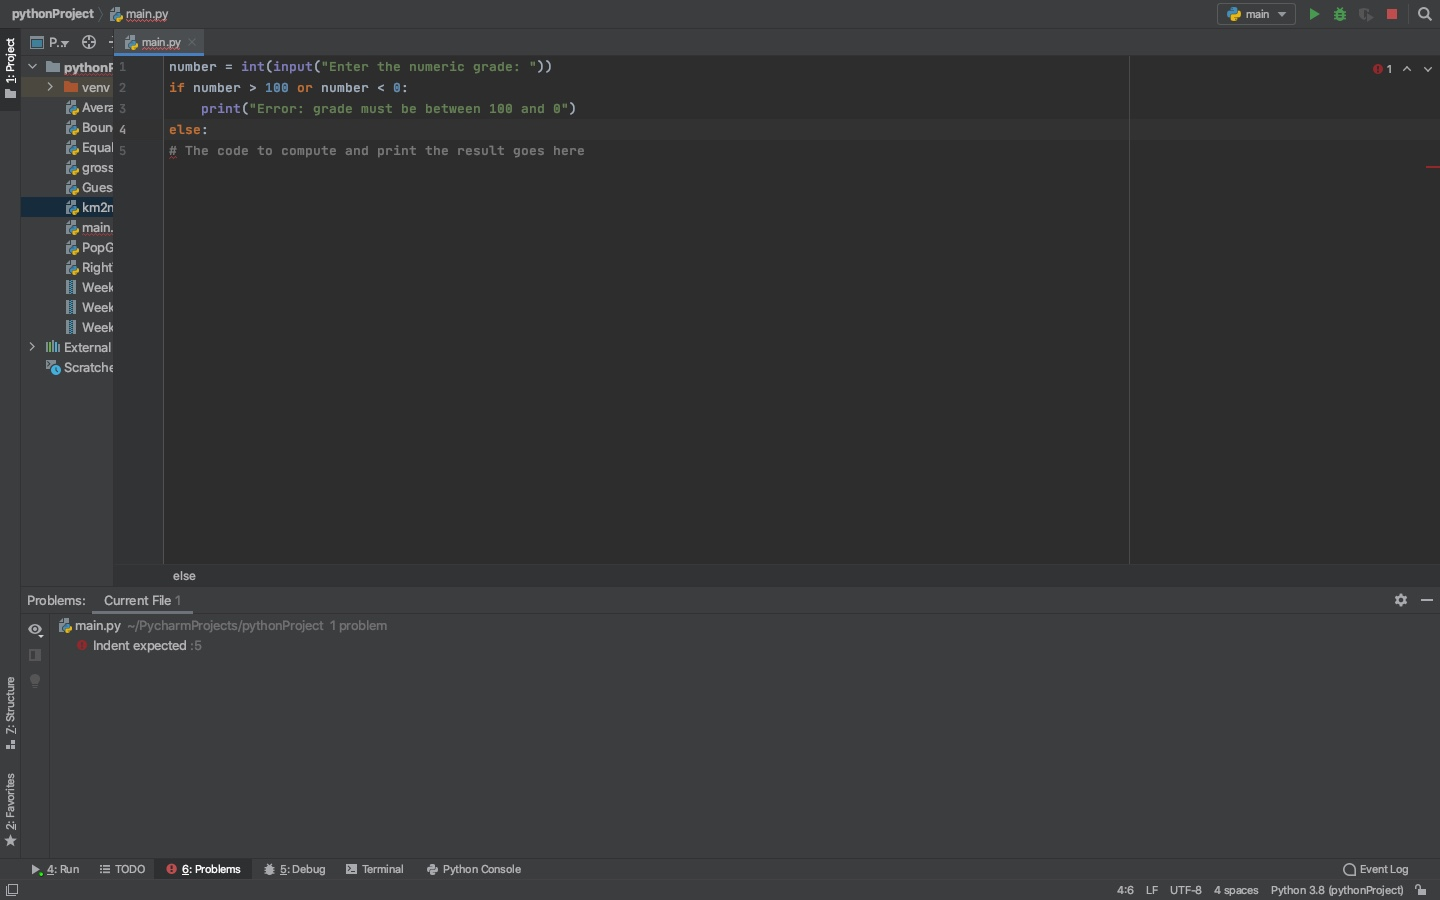 pythonProject main.py
main
1: Project
P..
main.py
pythonP
venv
Avera
Boun
Equal
gross
Gues
km2n
main.
PopG
Right
Week
Week
Week
External
Scratche
1 number = int(input("Enter the numeric grade: "))
2 if number > 100 or number < 0:
3 print("Error: grade must be between 100 and 0")
4 else:
5 # The code to compute and print the result goes here
1
else
Problems: Current File 1
main.py ~/PycharmProjects/pythonProject 1 problem
Indent expected :5
Z: Structure
2: Favorites
4: Run TODO 6: Problems 5: Debug Terminal Python Console Event Log
4:6 LF UTF-8 4 spaces Python 3.8 (pythonProject)